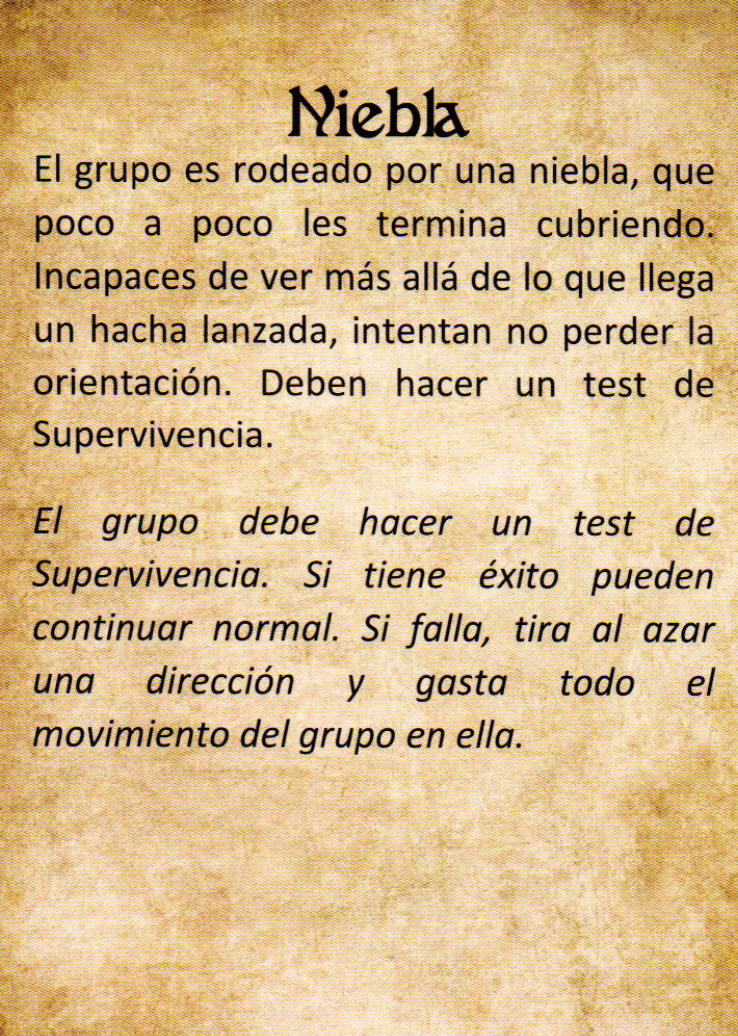 Niebla
El grupo es rodeado por una niebla, que
poco a poco les termina cubriendo.
Incapaces de ver más allá de lo que llega
un hacha lanzada, intentan no perder la
orientación. Deben hacer un test de
Supervivencia.
El grupo debe hacer un test de
Supervivencia. Si tiene éxito pueden
continuar normal. Si falla, tira al azar
una dirección y gasta todo el
movimiento del grupo en ella.